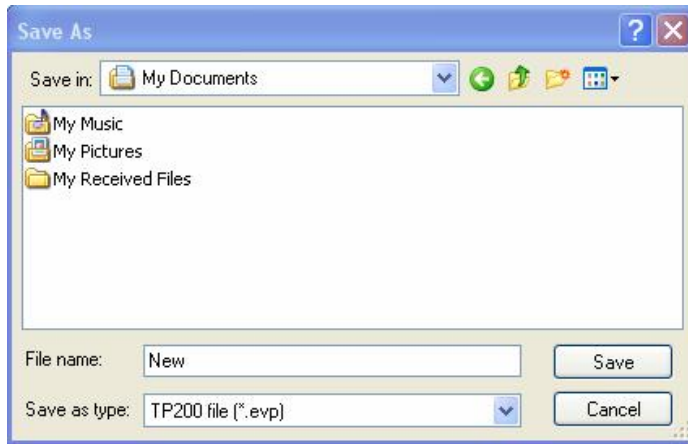 Save As
?
Save in: My Documents
My Music
My Pictures
My Received Files
File name: New Save
Save as type: TP200 file (*.evp) Cancel